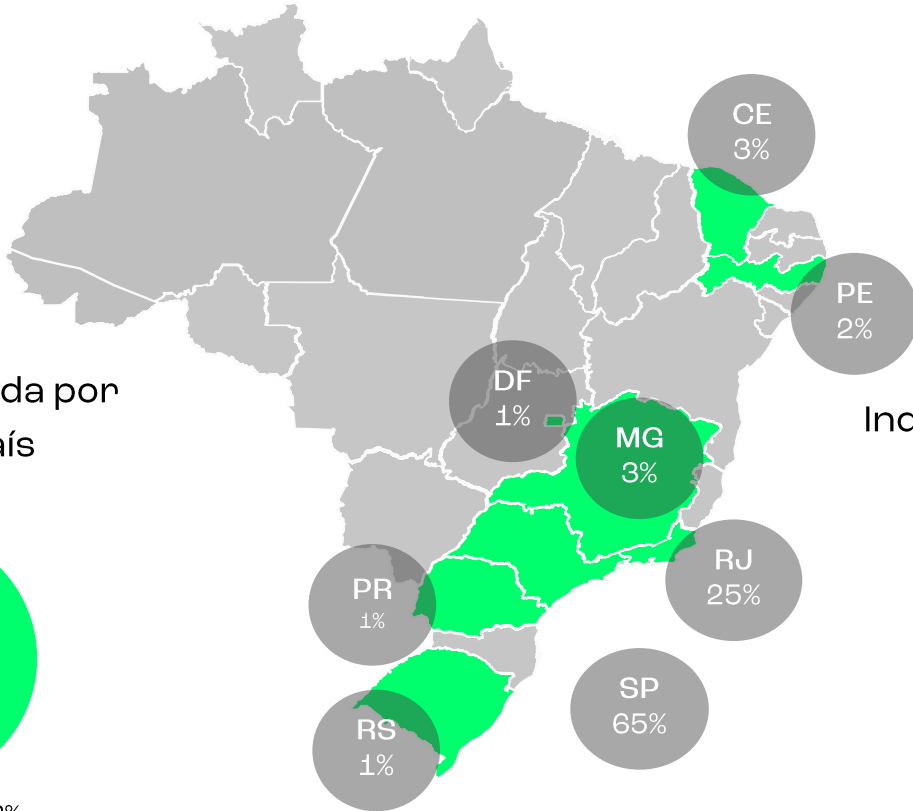 CE
3%
PE
2%
DF
1%
da por
aís
Inc
MG
3%
RJ
25%
PR
1%
SP
65%
RS
1%